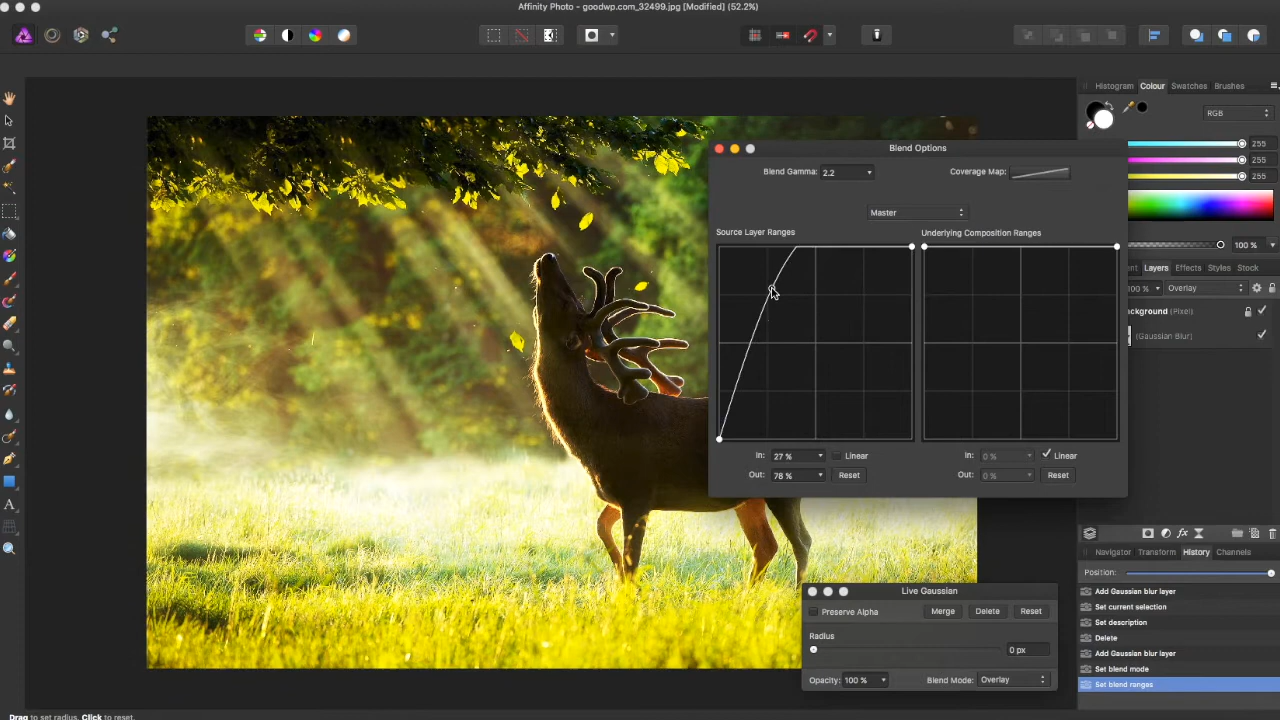 Affinity Photo - goodwp.com_32499.jpg [Modified] (52.2%)
Histogram Colour Swatches Brushes
RGB
255
255
255
100 %
Layers Effects Styles Stock
Overlay
(Pixel)
(Gaussian Blur)
Blend Options
Blend Gamma: 2.2 Coverage Map:
Master
Source Layer Ranges Underlying Composition Ranges
In: 27 % Linear In: 0 % Linear
Out: 78 % Reset Out: 0 % Reset
Live Gaussian
Preserve Alpha Merge Delete Reset
Radius
0 px
Opacity: 100 % Blend Mode: Overlay
Navigator Transform History Channels
Position:
Add Gaussian blur layer
Set current selection
Set description
Delete
Add Gaussian blur layer
Set blend mode
Set blend ranges
Drag to set radius. Click to reset.